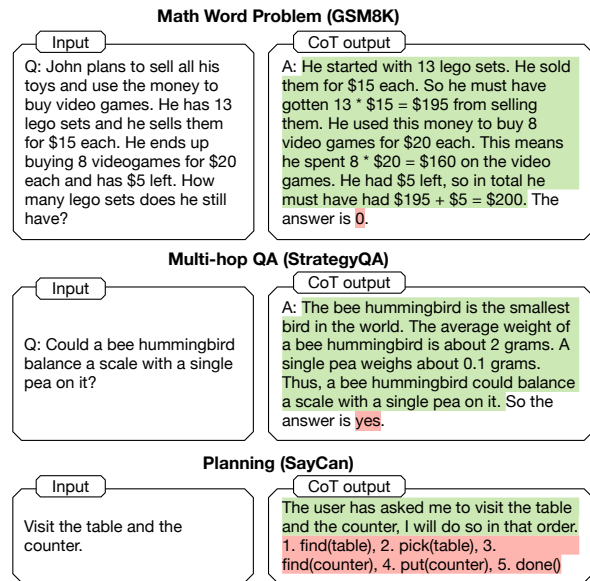 Math Word Problem (GSM8K)
Input
Q: John plans to sell all his
toys and use the money to
buy video games. He has 13
lego sets and he sells them
for $15 each. He ends up
buying 8 videogames for $20
each and has $5 left. How
many lego sets does he still
have?
CoT output
A: He started with 13 lego sets. He sold
them for $15 each. So he must have
gotten 13 * $15 = $195 from selling
them. He used this money to buy 8
video games for $20 each. This means
he spent 8 * $20 = $160 on the video
games. He had $5 left, so in total he
must have had $195 + $5 = $200. The
answer is 0.
Multi-hop QA (StrategyQA)
Input
Q: Could a bee hummingbird
balance a scale with a single
pea on it?
CoT output
A: The bee hummingbird is the smallest
bird in the world. The average weight of
a bee hummingbird is about 2 grams. A
single pea weighs about 0.1 grams.
Thus, a bee hummingbird could balance
a scale with a single pea on it. So the
answer is yes.
Planning (SayCan)
Input
Visit the table and the
counter.
CoT output
The user has asked me to visit the table
and the counter, I will do so in that order.
1. find(table), 2. pick(table), 3.
find(counter), 4. put(counter), 5. done()